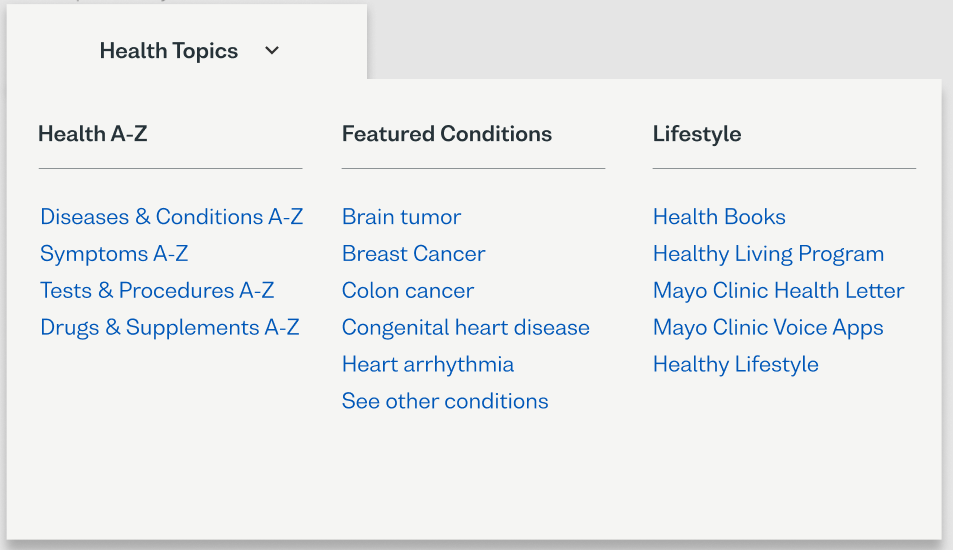 Health Topics
Health A-Z
Diseases & Conditions A-Z
Symptoms A-Z
Tests & Procedures A-Z
Drugs & Supplements A-Z
Featured Conditions
Brain tumor
Breast Cancer
Colon cancer
Congenital heart disease
Heart arrhythmia
See other conditions
Lifestyle
Health Books
Healthy Living Program
Mayo Clinic Health Letter
Mayo Clinic Voice Apps
Healthy Lifestyle